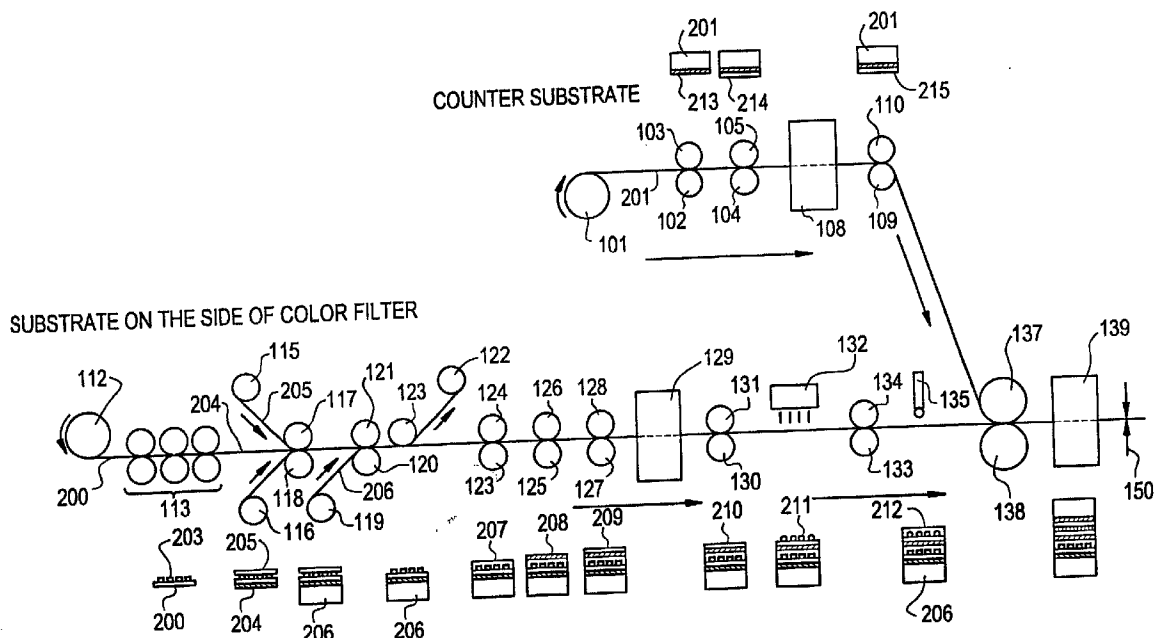 201 201
213 214 215
COUNTER SUBSTRATE
110
103 105
201 102 104 109
101 108
SUBSTRATE ON THE SIDE OF COLOR FILTER
137 139
112 115 121 122 129 132
204 205 117 123 124 126 128 131 134 135
200 118 120 123 125 127 130 133
113 116 119 206 138 150
203 205 207 208 209 210 211 212
200 204 206 206 206